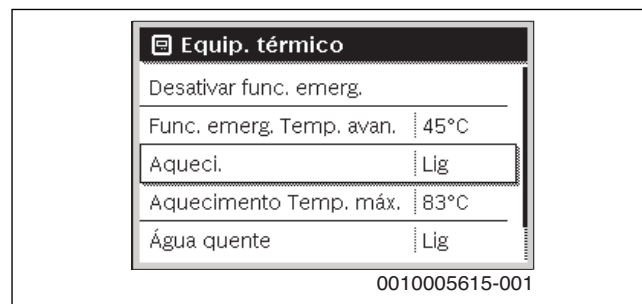 Equip. térmico
Desativar func. emerg.
Func. emerg. Temp. avan. 45°C
Aqueci. Lig
Aquecimento Temp. máx. 83°C
Água quente Lig
0010005615-001